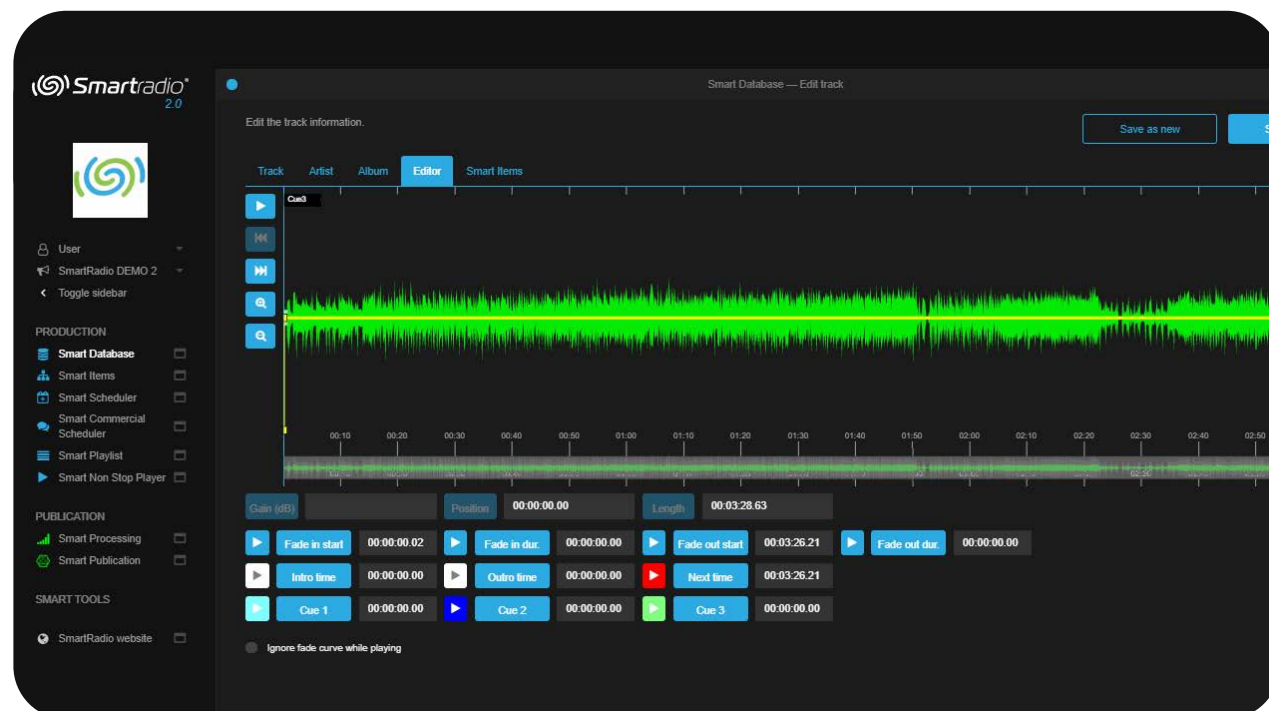 Smartradio®
2.0
Smart Database — Edit track
Edit the track information.
Save as new
S
Track Artist Album Editor Smart Items
Cue3
User
SmartRadio DEMO 2
Toggle sidebar
PRODUCTION
Smart Database
Smart Items
Smart Scheduler
Smart Commercial
Scheduler
Smart Playlist
Smart Non Stop Player
PUBLICATION
Smart Processing
Smart Publication
SMART TOOLS
SmartRadio website
00:10 00:20 00:30 00:40 00:50 01:00 01:10 01:20 01:30 01:40 01:50 02:00 02:10 02:20 02:30 02:40 02:50
Gain (dB) Position 00:00:00.00 Length 00:03:28.63
Fade in start 00:00:00.02 Fade in dur. 00:00:00.00 Fade out start 00:03:26.21 Fade out dur. 00:00:00.00
Intro time 00:00:00.00 Outro time 00:00:00.00 Next time 00:03:26.21
Cue 1 00:00:00.00 Cue 2 00:00:00.00 Cue 3 00:00:00.00
Ignore fade curve while playing